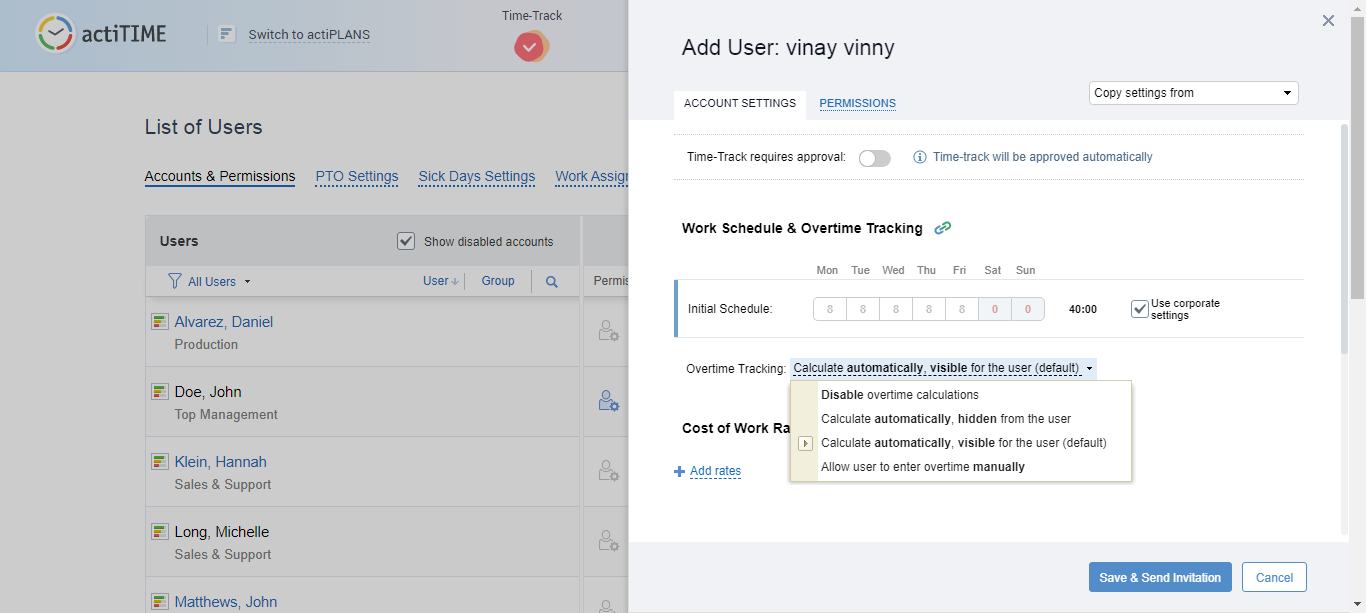 actiTIME
Switch to actiPLANS
Time-Track
List of Users
Accounts & Permissions PTO Settings Sick Days Settings Work Assign
Users Show disabled accounts
All Users User Group Permis
Alvarez, Daniel
Production
Doe, John
Top Management
Klein, Hannah
Sales & Support
Long, Michelle
Sales & Support
Matthews, John
Add User: vinay vinny
Copy settings from
ACCOUNT SETTINGS PERMISSIONS
Time-Track requires approval: Time-track will be approved automatically
Work Schedule & Overtime Tracking
Mon Tue Wed Thu Fri Sat Sun
Initial Schedule: 8 8 8 8 8 0 0 40:00 Use corporate
settings
Overtime Tracking: Calculate automatically, visible for the user (default)
Disable overtime calculations
Calculate automatically, hidden from the user
Calculate automatically, visible for the user (default)
Allow user to enter overtime manually
Cost of Work Ra
Add rates
Save & Send Invitation Cancel